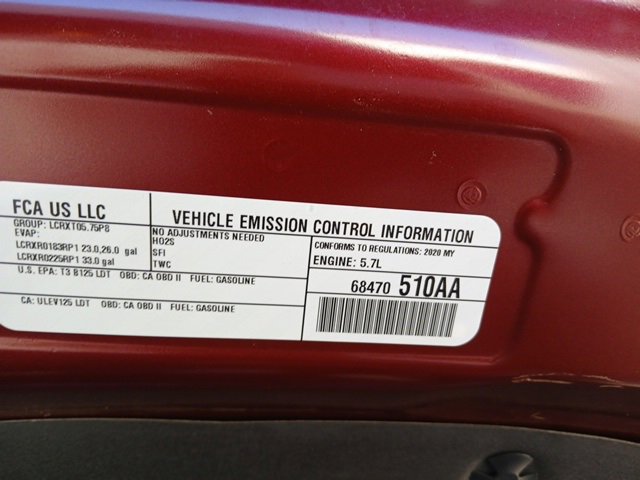 FCA US LLC
GROUP: LCRXT05.75P8
EVAP:
LCRXR0183RP1 23.0,26.0 gal
LCRXR0225RP1 33.0 gal
VEHICLE EMISSION CONTROL INFORMATION
NO ADJUSTMENTS NEEDED
HO2S
SFI
TWC
CONFORMS TO REGULATIONS: 2020 MY
ENGINE: 5.7L
U.S. EPA: T3 B125 LDT OBD: CA OBD II FUEL: GASOLINE
CA: ULEV125 LDT OBD: CA OBD II FUEL: GASOLINE
68470 510AA